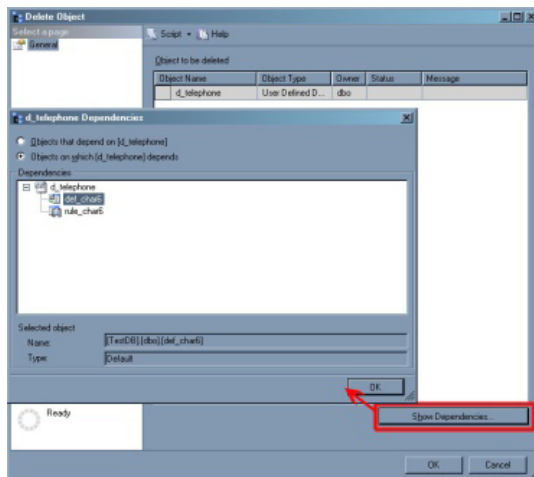 Delete Object
Select a page
General
Script
Help
Object to be deleted
Object Name Object Type Owner Status Message
d_telephone User Defined D... dbo
d_telephone Dependencies
Objects that depend on [d_telephone]
Objects on which [d_telephone] depends
Dependencies
d_telephone
def_char6
rule_char6
Selected object
Name: [TestDB].[dbo].[def_char6]
Type: Default
OK
Ready
Show Dependencies...
OK Cancel